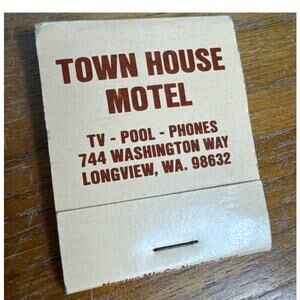 TOWN HOUSE
MOTEL
TV - POOL - PHONES
744 WASHINGTON WAY
LONGVIEW, WA. 98632